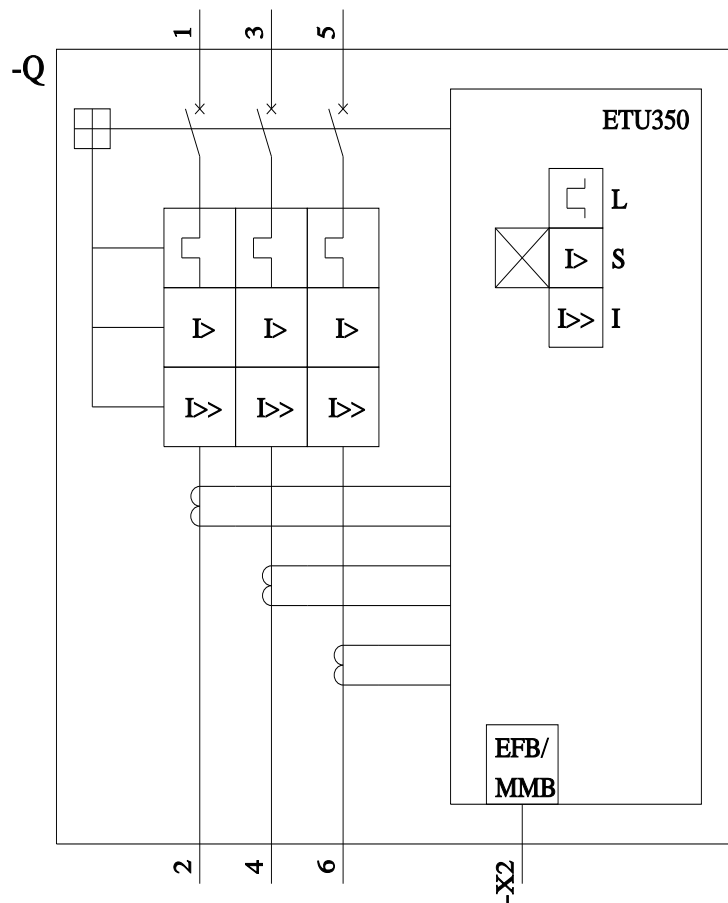 1 3 5
-Q
ETU350
L
I> S
I>> I
I> I> I>
I>> I>> I>>
EFB/
MMB
2 4 6
-X2